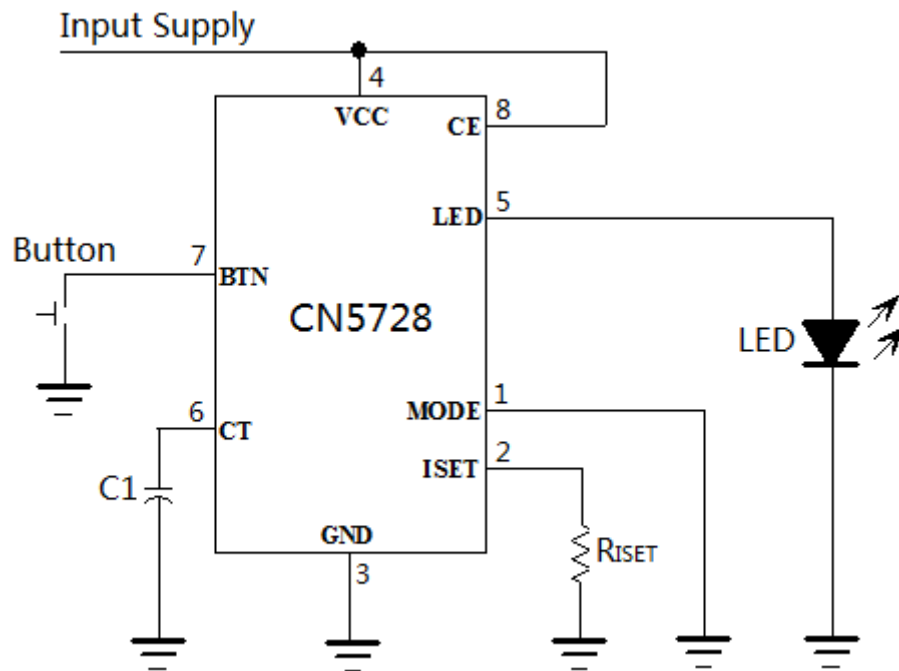 Input Supply
4
VCC
8
CE
5
LED
Button
7
BTN
CN5728
LED
1
MODE
6
CT
2
ISET
C1
GND
3
RISET